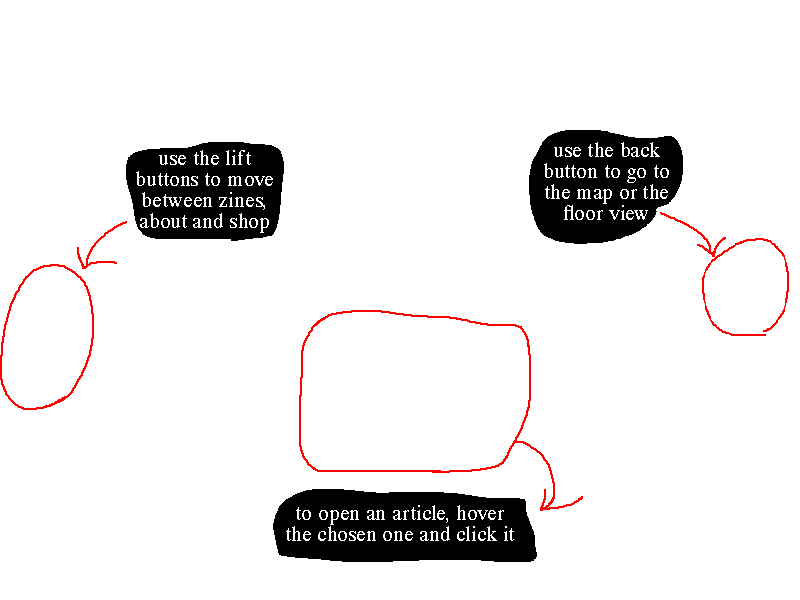 use the lift
buttons to move
between zines,
about and shop
use the back
button to go to
the map or the
floor view
to open an article, hover
the chosen one and click it